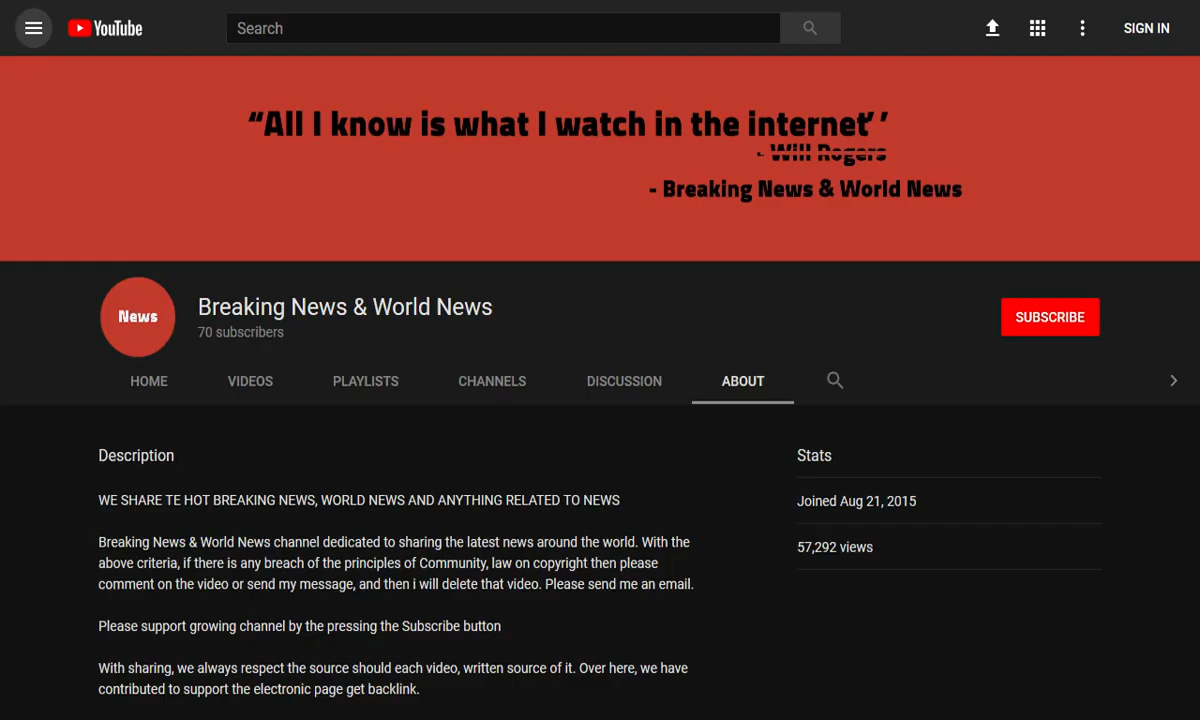 YouTube
Search
SIGN IN
“All I know is what I watch in the internet’’
- Will Rogers
- Breaking News & World News
News
Breaking News & World News
70 subscribers
SUBSCRIBE
HOME VIDEOS PLAYLISTS CHANNELS DISCUSSION ABOUT
Description
WE SHARE TE HOT BREAKING NEWS, WORLD NEWS AND ANYTHING RELATED TO NEWS
Breaking News & World News channel dedicated to sharing the latest news around the world. With the
above criteria, if there is any breach of the principles of Community, law on copyright then please
comment on the video or send my message, and then i will delete that video. Please send me an email.
Please support growing channel by the pressing the Subscribe button
With sharing, we always respect the source should each video, written source of it. Over here, we have
contributed to support the electronic page get backlink.
Stats
Joined Aug 21, 2015
57,292 views